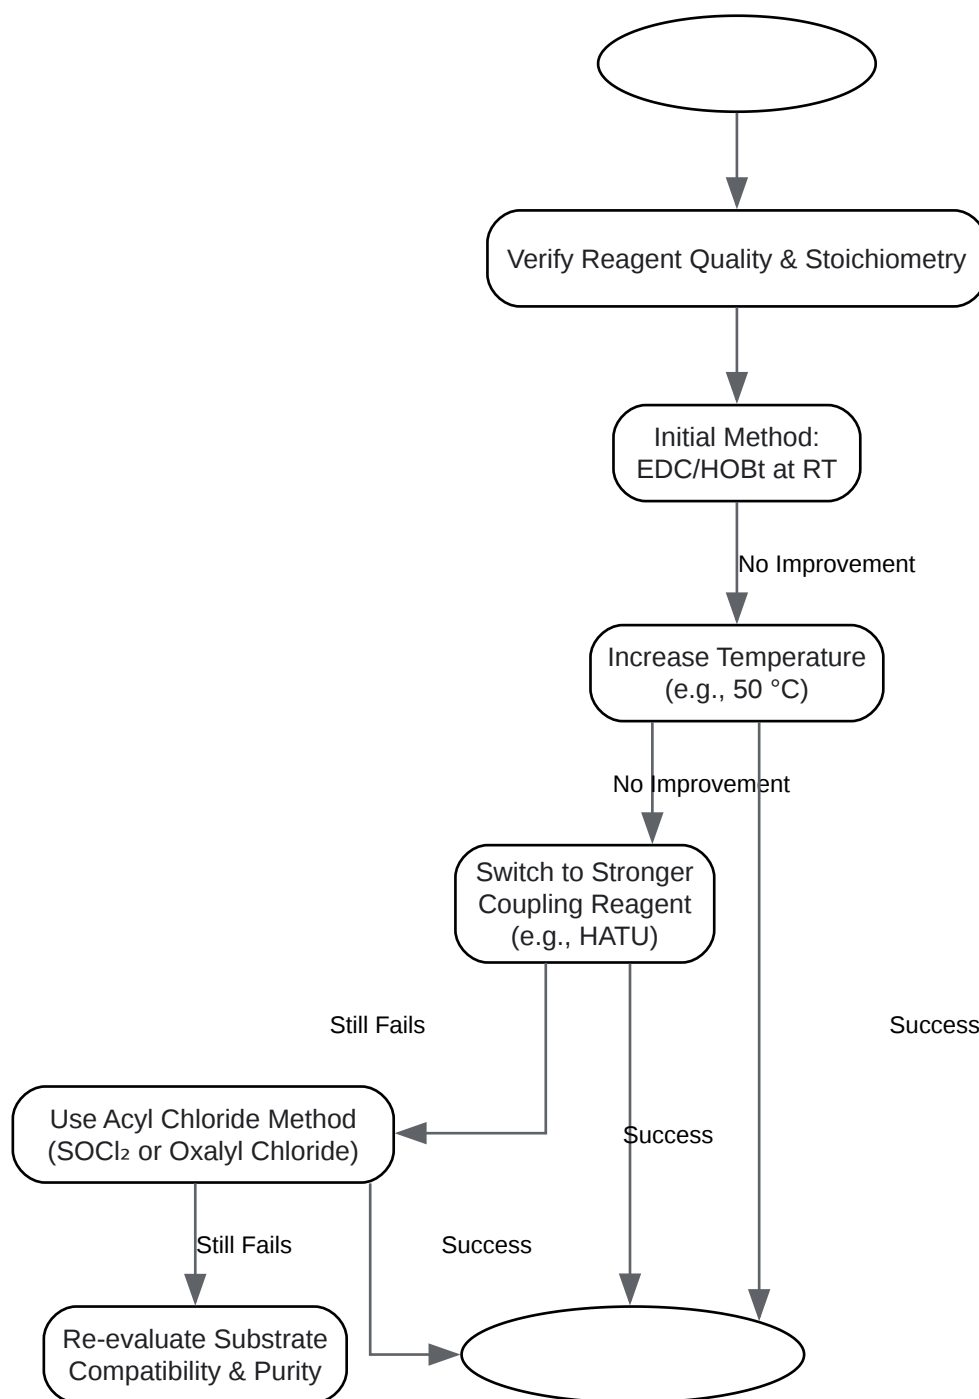 Verify Reagent Quality & Stoichiometry
Initial Method:
EDC/HOBt at RT
No Improvement
Increase Temperature
(e.g., 50 °C)
No Improvement
Switch to Stronger
Coupling Reagent
(e.g., HATU)
Still Fails
Success
Use Acyl Chloride Method
(SOCl₂ or Oxalyl Chloride)
Success
Still Fails
Success
Re-evaluate Substrate
Compatibility & Purity